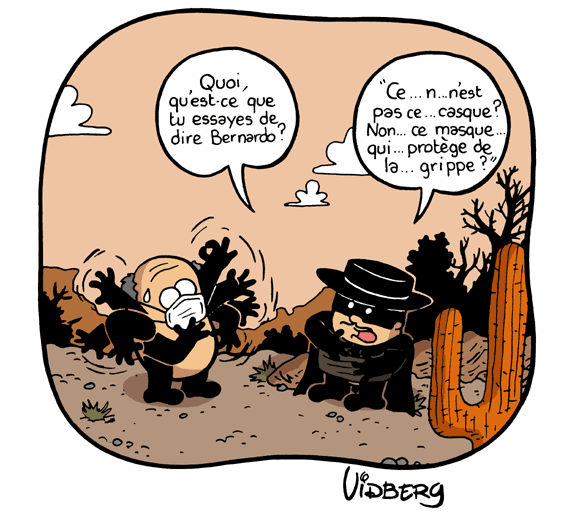 Quoi,
qu'est-ce que
tu essayes de
dire Bernardo?
"Ce... n...n'est
pas ce... casque?
Non... ce masque...
qui... protège de
la... grippe?"
VIDBERG